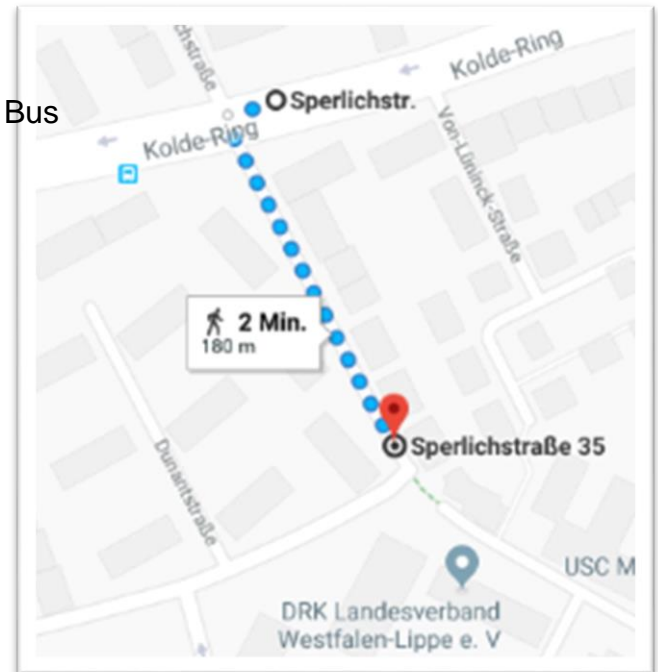 Bus
chstraße
Kolde-Ring
Sperlichstr.
Kolde-Ring
Von-Lüninck-Straße
2 Min.
180 m
Sperlichstraße 35
Dunantstraße
USC M
DRK Landesverband
Westfalen-Lippe e. V